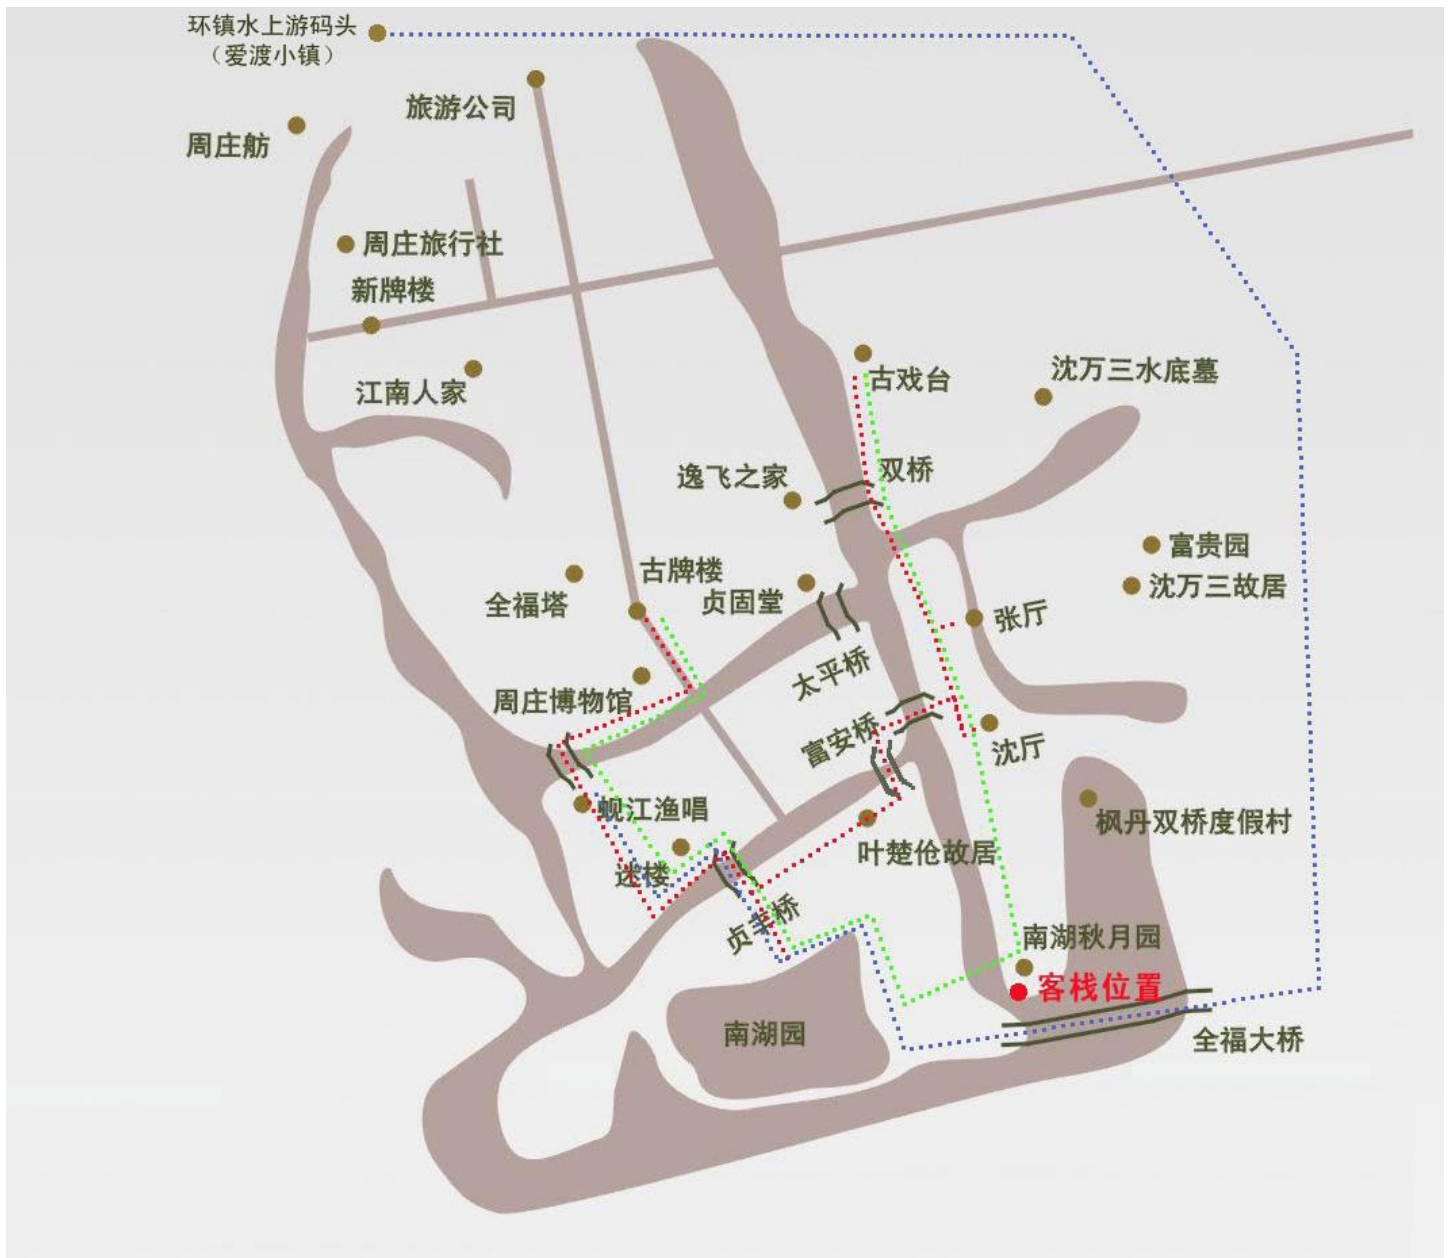 环镇水上游码头
（爱渡小镇）
旅游公司
周庄舫
周庄旅行社
新牌楼
江南人家
古戏台
沈万三水底墓
双桥
逸飞之家
富贵园
古牌楼
沈万三故居
贞固堂
全福塔
张厅
太平桥
周庄博物馆
富安桥
沈厅
蚬江渔唱
枫丹双桥度假村
叶楚伧故居
迷楼
贞丰桥
南湖秋月园
客栈位置
南湖园
全福大桥